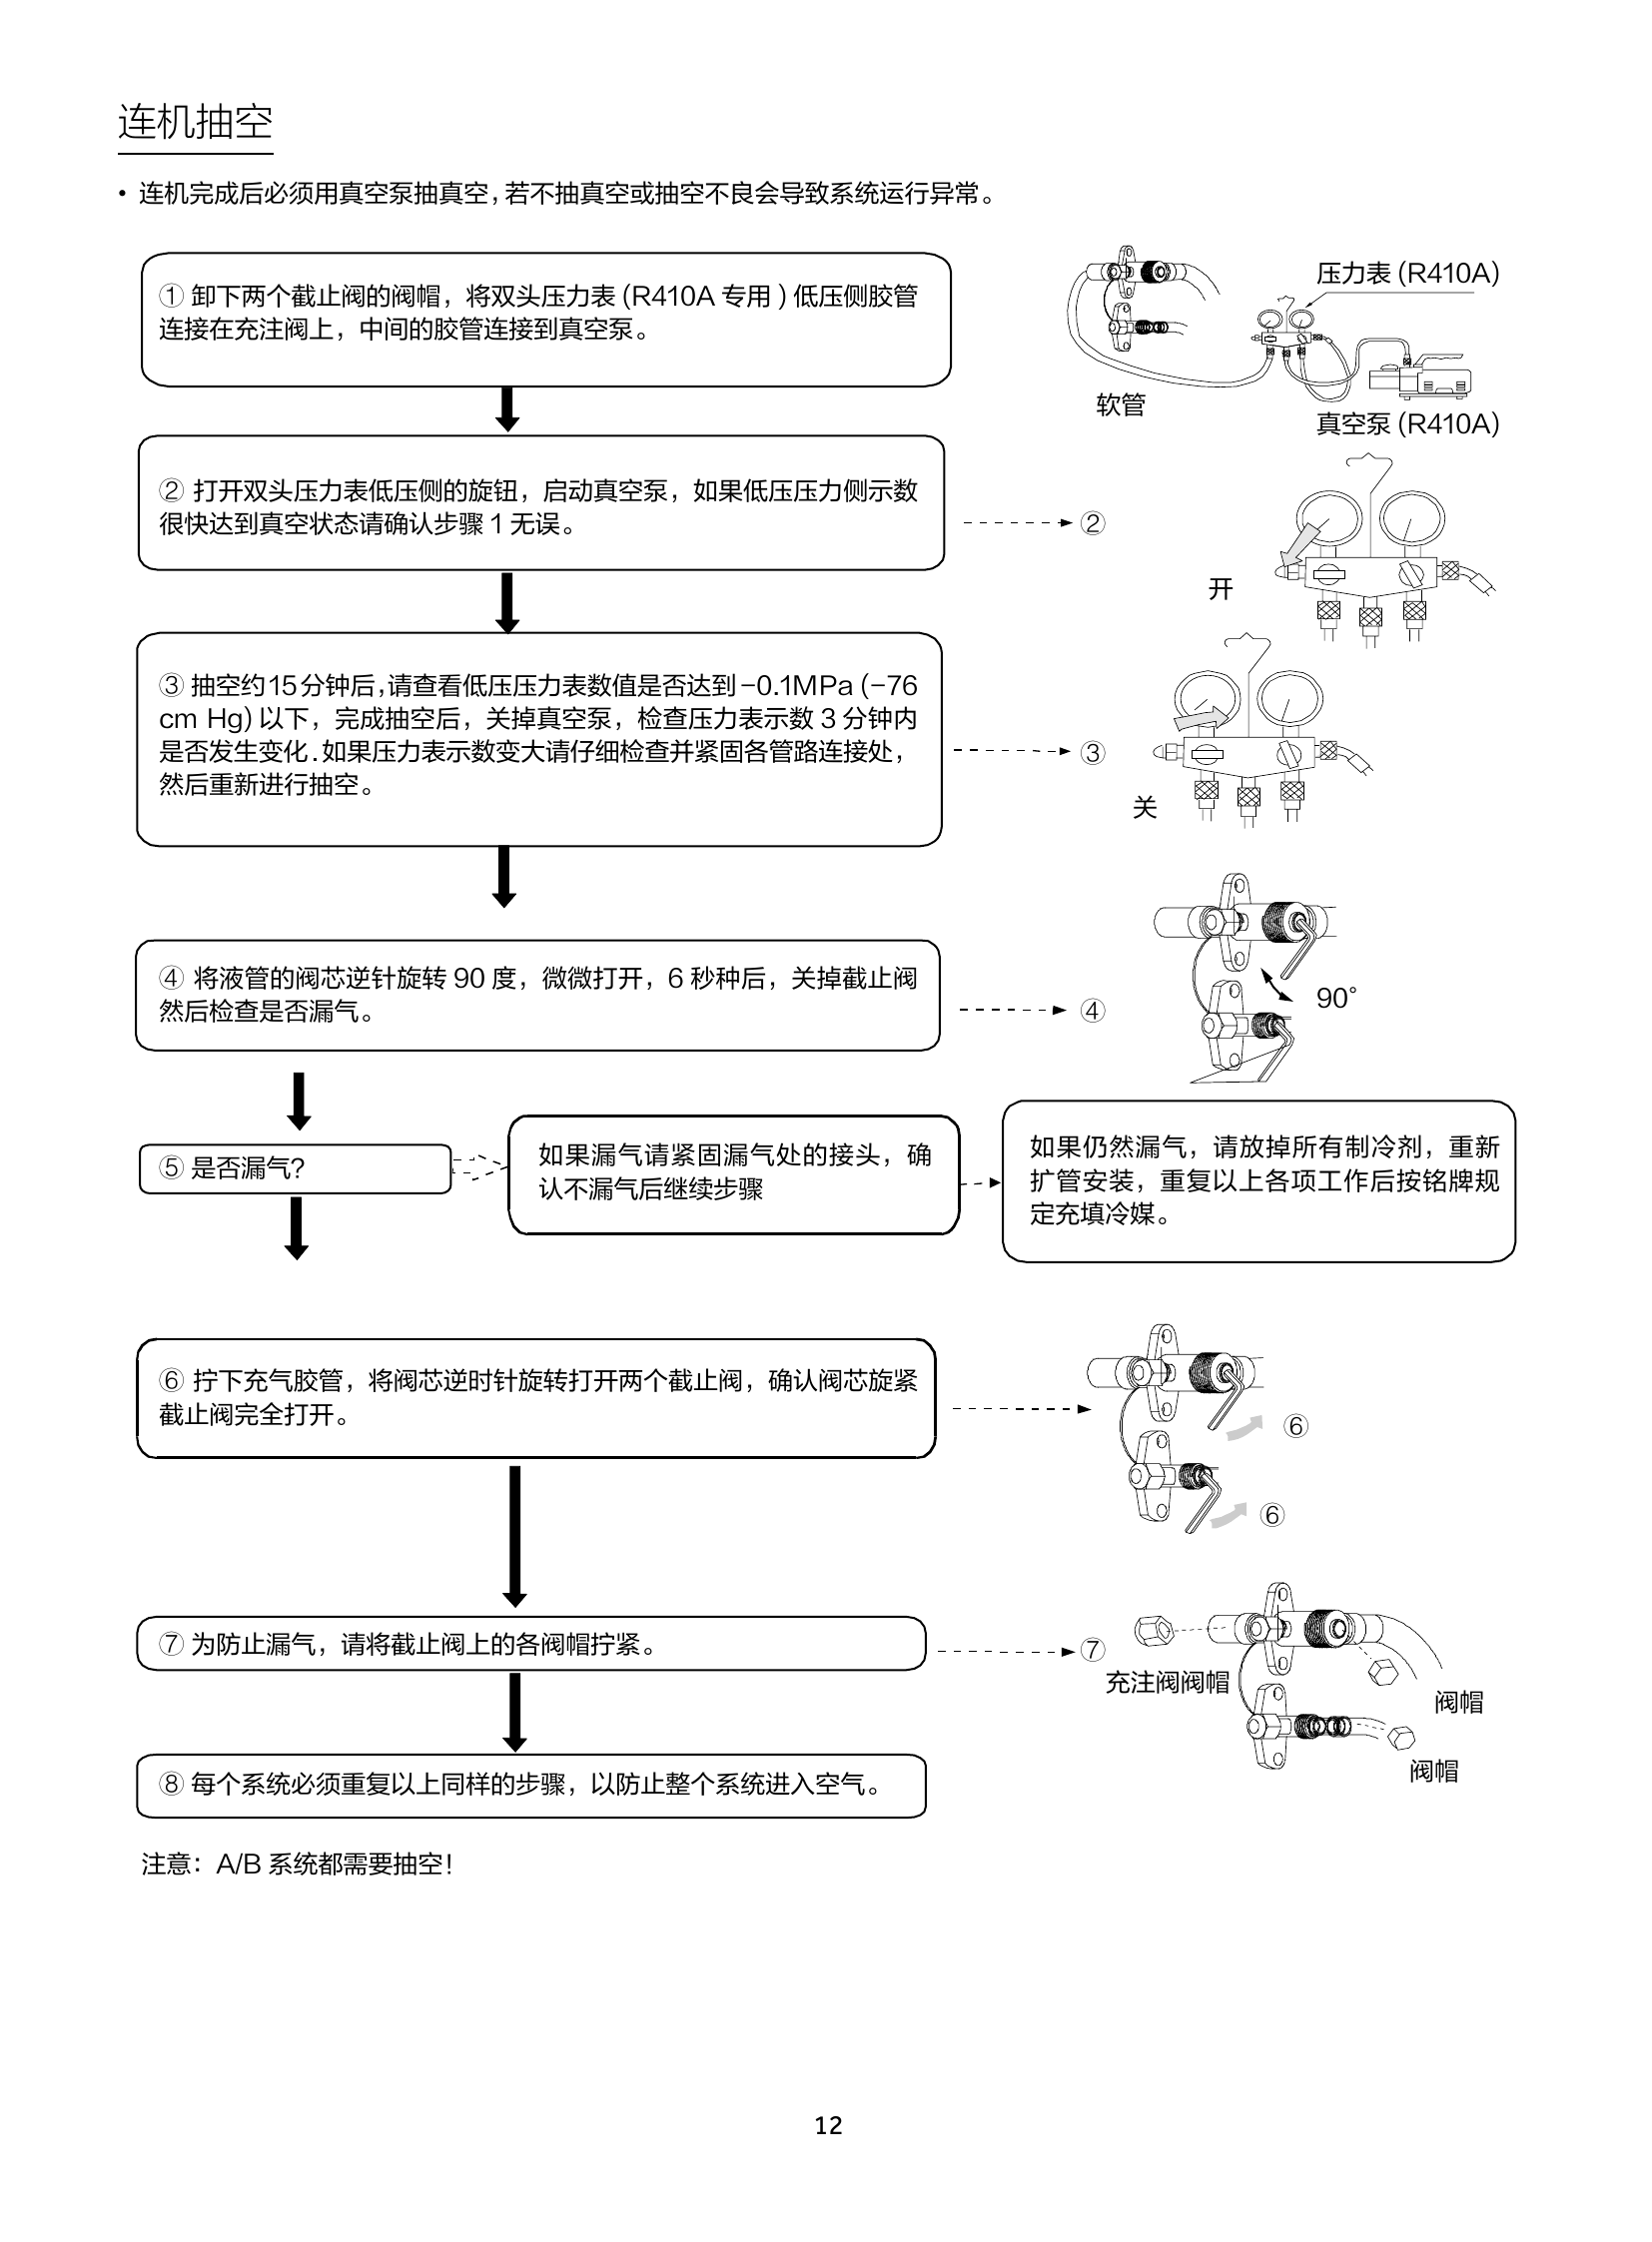 连机抽空
• 连机完成后必须用真空泵抽真空,若不抽真空或抽空不良会导致系统运行异常。
① 卸下两个截止阀的阀帽，将双头压力表 (R410A 专用 ) 低压侧胶管
连接在充注阀上，中间的胶管连接到真空泵。
压力表 (R410A)
软管
真空泵 (R410A)
② 打开双头压力表低压侧的旋钮，启动真空泵，如果低压压力侧示数
很快达到真空状态请确认步骤 1 无误。
②
开
③ 抽空约15分钟后,请查看低压压力表数值是否达到-0.1MPa (-76
cm Hg) 以下，完成抽空后，关掉真空泵，检查压力表示数 3 分钟内
是否发生变化.如果压力表示数变大请仔细检查并紧固各管路连接处，
然后重新进行抽空。
③
关
④ 将液管的阀芯逆针旋转 90 度，微微打开，6 秒种后，关掉截止阀
然后检查是否漏气。
④
90°
⑤ 是否漏气?
如果漏气请紧固漏气处的接头，确
认不漏气后继续步骤
如果仍然漏气，请放掉所有制冷剂，重新
扩管安装，重复以上各项工作后按铭牌规
定充填冷媒。
⑥ 拧下充气胶管，将阀芯逆时针旋转打开两个截止阀，确认阀芯旋紧
截止阀完全打开。
⑥
⑥
⑦ 为防止漏气，请将截止阀上的各阀帽拧紧。
⑦
充注阀阀帽
阀帽
阀帽
⑧ 每个系统必须重复以上同样的步骤，以防止整个系统进入空气。
注意：A/B 系统都需要抽空！
12